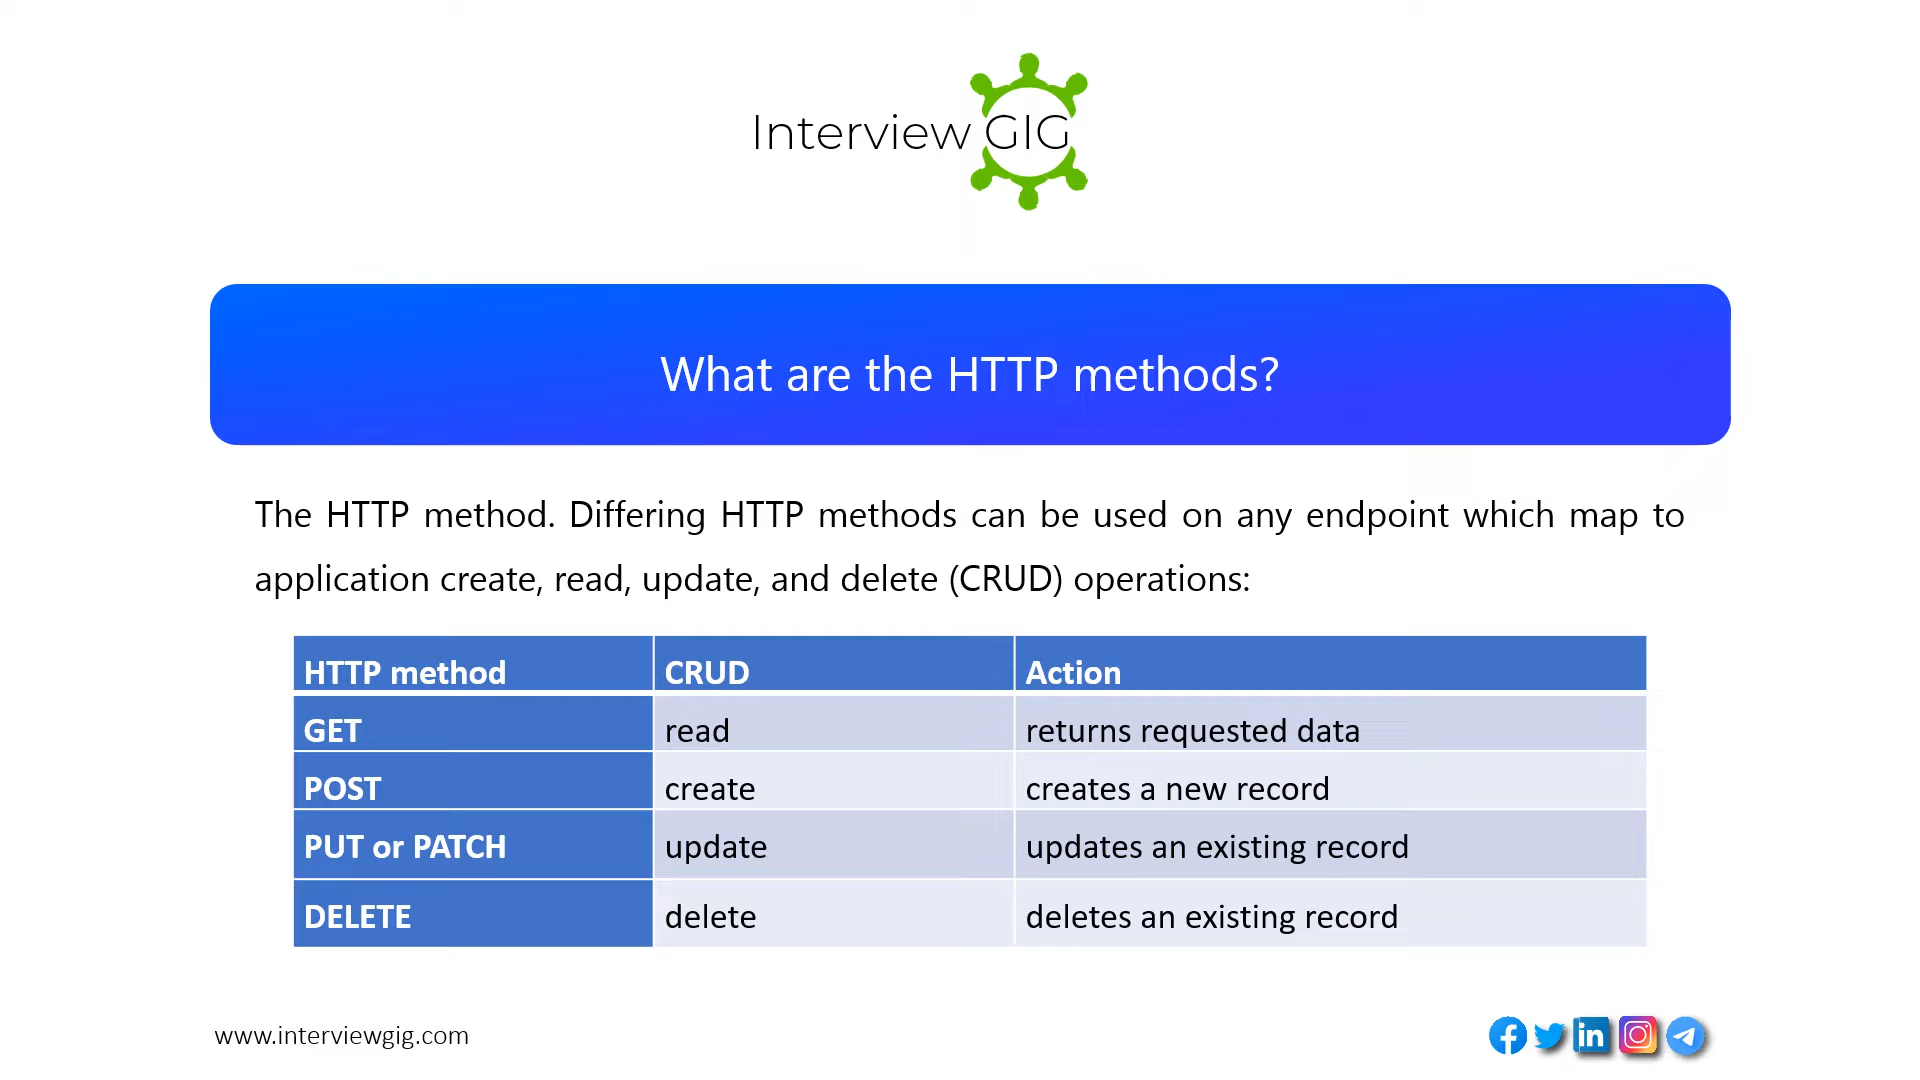 Interview GIG
What are the HTTP methods?
The HTTP method. Differing HTTP methods can be used on any endpoint which map to
application create, read, update, and delete (CRUD) operations:
HTTP method CRUD Action
GET read returns requested data
POST create creates a new record
PUT or PATCH update updates an existing record
DELETE delete deletes an existing record
www.interviewgig.com
in